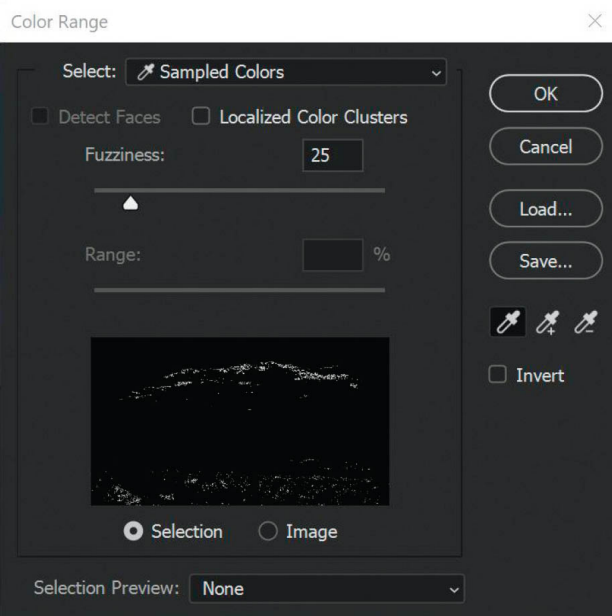 Color Range
Select: Sampled Colors
Detect Faces Localized Color Clusters
Fuzziness: 25
Range: %
Selection Image
Selection Preview: None
OK
Cancel
Load...
Save...
Invert